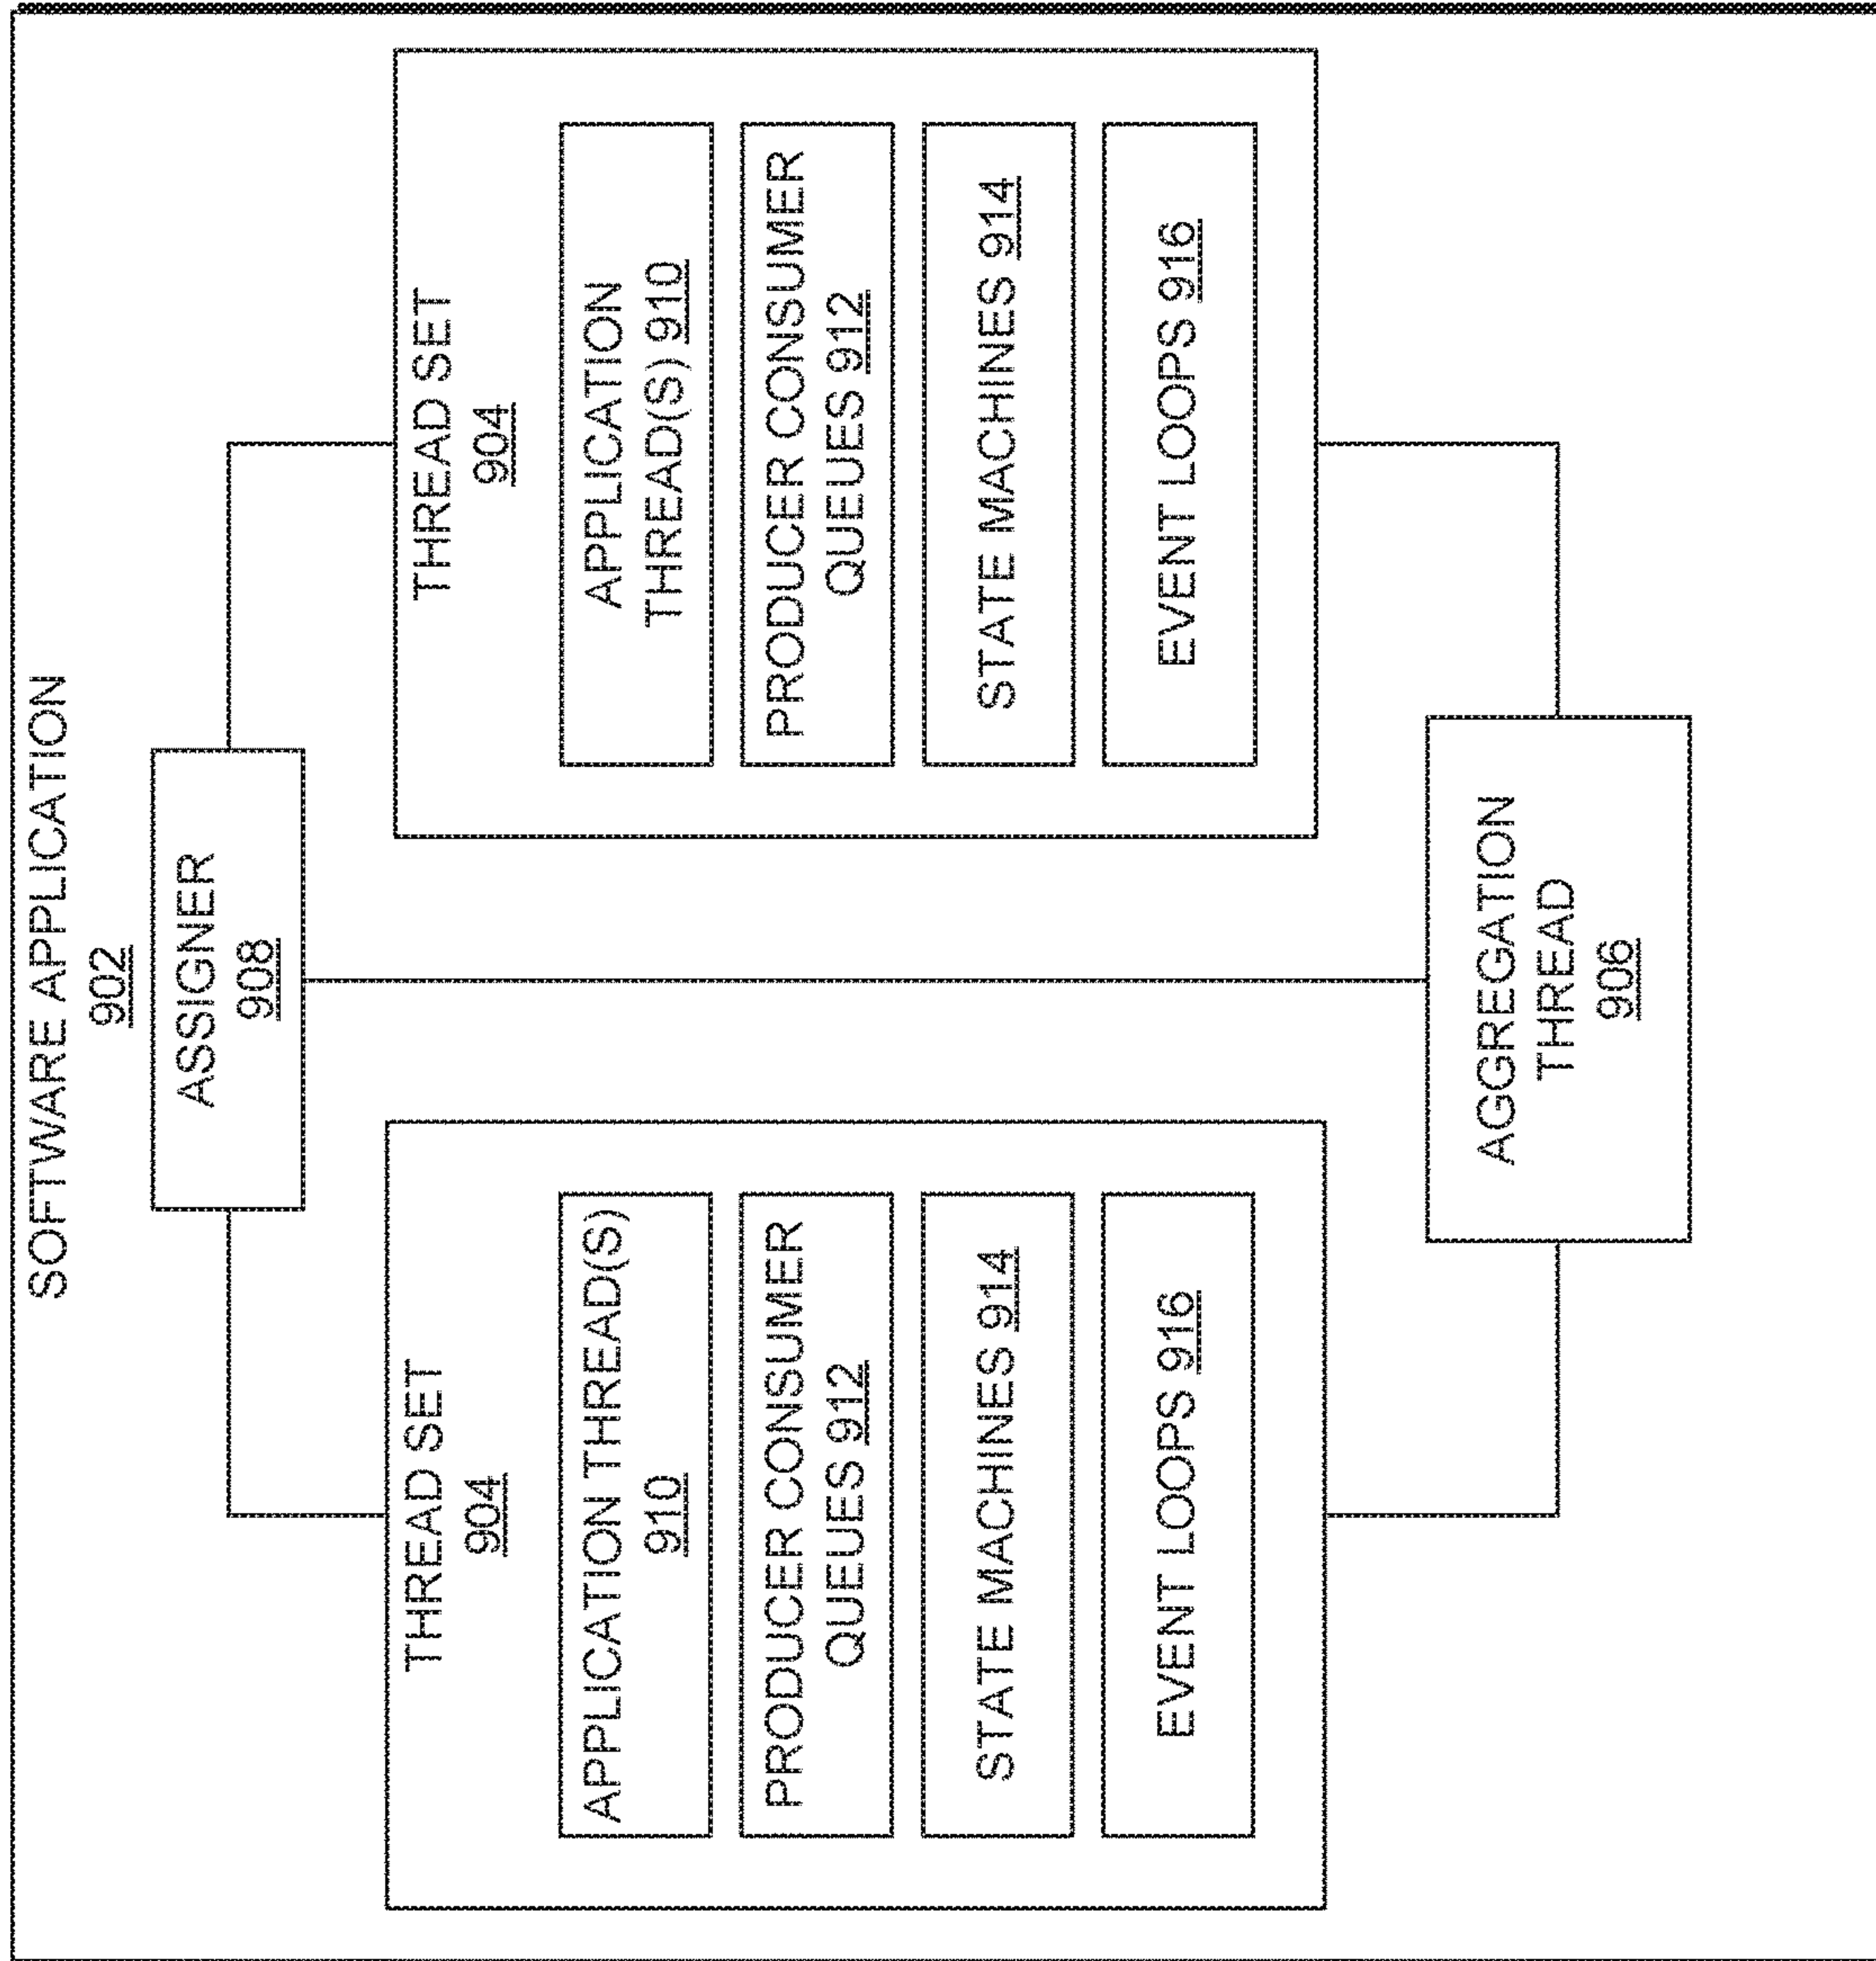 SOFTWARE APPLICATION
902
ASSIGNER
908
THREAD SET
904
APPLICATION THREAD(S)
910
PRODUCER CONSUMER
QUEUES 912
STATE MACHINES 914
EVENT LOOPS 916
THREAD SET
904
APPLICATION
THREAD(S) 910
PRODUCER CONSUMER
QUEUES 912
STATE MACHINES 914
EVENT LOOPS 916
AGGREGATION
THREAD
906